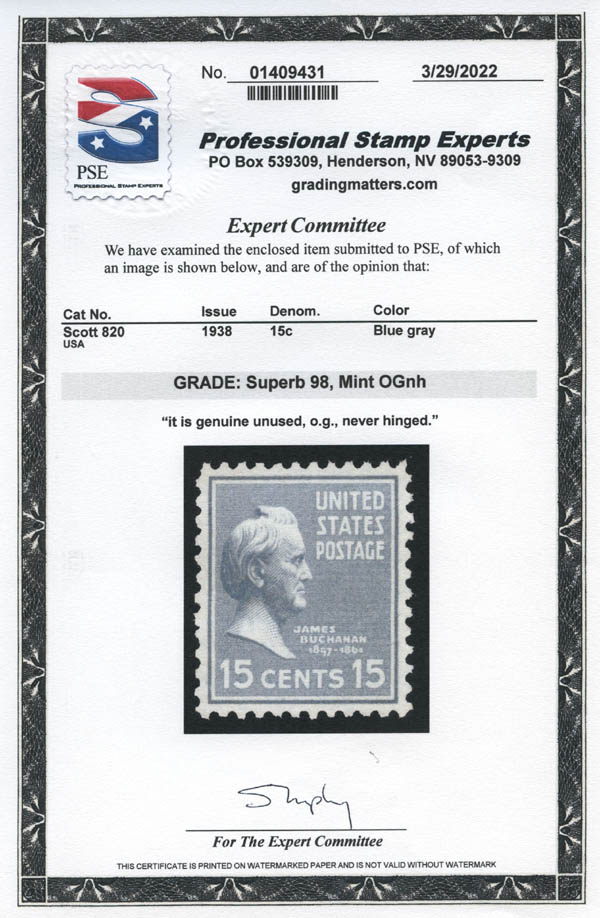 No. 01409431 3/29/2022
PSE
PROFESSIONAL STAMP EXPERTS
Professional Stamp Experts
PO Box 539309, Henderson, NV 89053-9309
gradingmatters.com
Expert Committee
We have examined the enclosed item submitted to PSE, of which
an image is shown below, and are of the opinion that:
Cat No. Issue Denom. Color
Scott 820 1938 15c Blue gray
USA
GRADE: Superb 98, Mint OGnh
“it is genuine unused, o.g., never hinged.”
UNITED
STATES
POSTAGE
JAMES
BUCHANAN
15 CENTS 15
For The Expert Committee
THIS CERTIFICATE IS PRINTED ON WATERMARKED PAPER AND IS NOT VALID WITHOUT WATERMARK